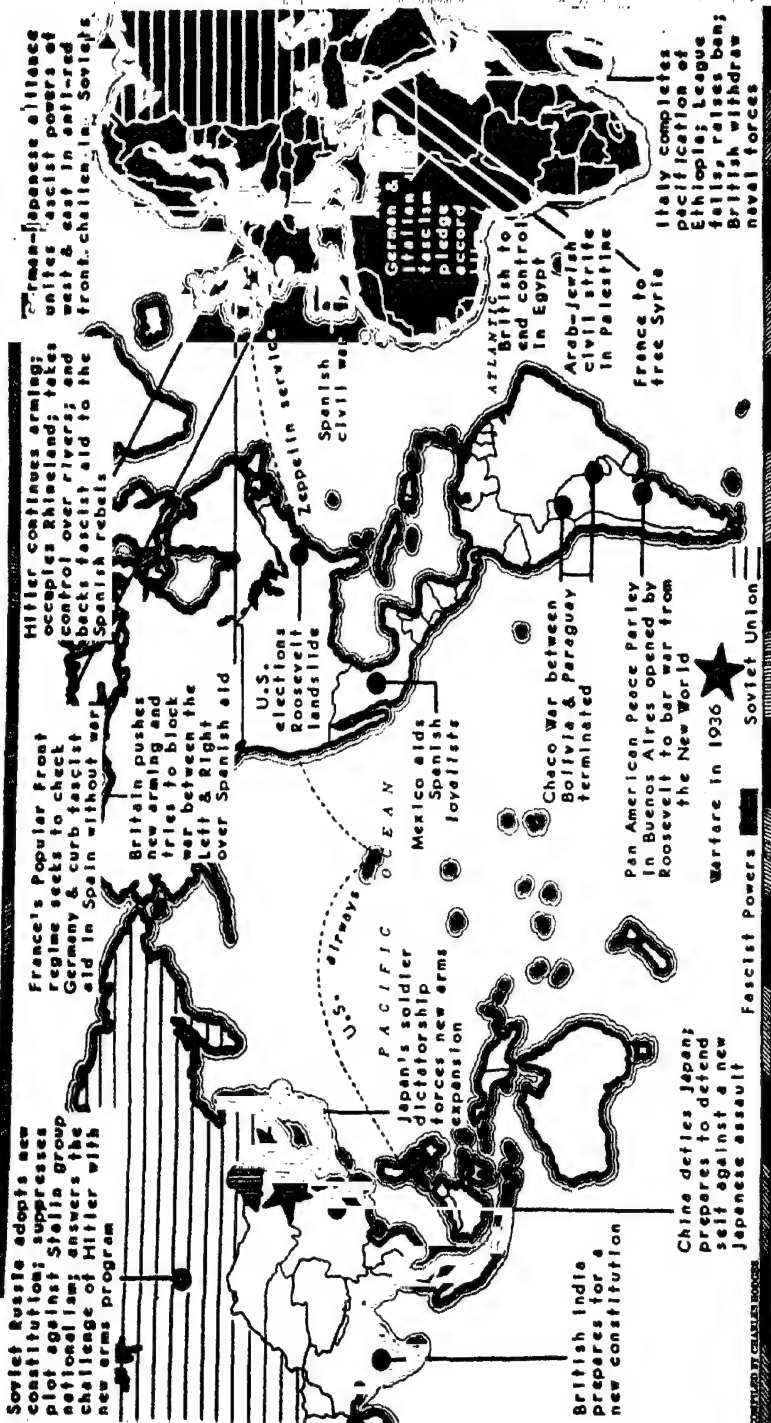 Soviet Russia adopts new
constitution; suppresses
plot against Stalin group
nationalism; answers the
challenge of Hitler with
new arms program
France's Popular Front
regime seeks to check
Germany & curb fascist
aid in Spain without war
Britain pushes
new arming and
tries to block
war between the
Left & Right
over Spanish aid
Hitler continues arming;
occupies Rhineland; takes
control over rivers; and
backs fascist aid to the
Spanish rebels
rman-Japanese alliance
unites fascist powers of
west & east in anti-red
front, Soviets
Zeppelin service
Spanish
civil war
German &
Italian
fascism
pledge
accord
U.S.
elections
Roosevelt
landslide
U.S. airways
PACIFIC OCEAN
ATLANTIC
Japan's soldier
dictatorship
forces new arms
expansion
Mexico aids
Spanish
loyalists
British to
end control
in Egypt
Arab-Jewish
civil strife
in Palestine
France to
free Syria
Chaco War between
Bolivia & Paraguay
terminated
Pan American Peace Parley
in Buenos Aires opened by
Roosevelt to bar war from
the New World
Italy completes
pacification of
Ethiopia; League
fails, raises ban;
British withdraw
naval forces
British India
prepares for a
new constitution
China defies Japan;
prepares to defend
self against a new
Japanese assault
Warfare in 1936
Fascist Powers
Soviet Union
COMPILED BY CHARLES HODGES